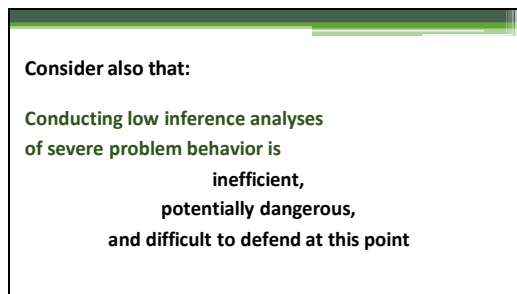 Consider also that:
Conducting low inference analyses
of severe problem behavior is
inefficient,
potentially dangerous,
and difficult to defend at this point